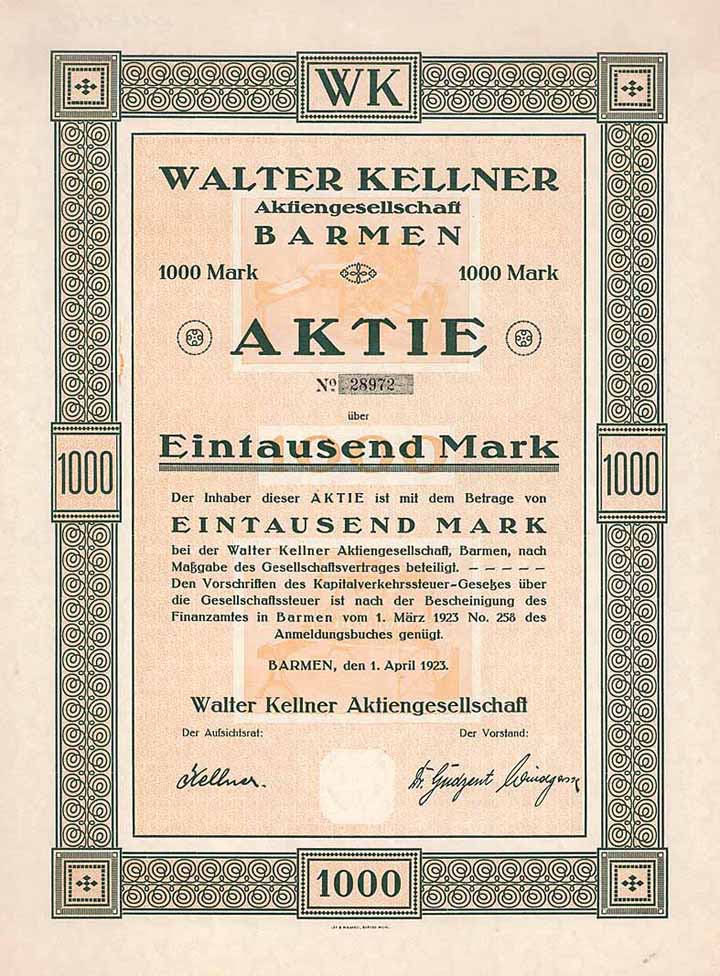 WK
WALTER KELLNER
Aktiengesellschaft
BARMEN
1000 Mark 1000 Mark
AKTIE
No 28972
über
1000
Eintausend Mark
1000 1000
Der Inhaber dieser AKTIE ist mit dem Betrage von
EINTAUSEND MARK
bei der Walter Kellner Aktiengesellschaft, Barmen, nach
Maßgabe des Gesellschaftsvertrages beteiligt. — — — — —
Den Vorschriften des Kapitalverkehrssteuer-Gesetzes über
die Gesellschaftssteuer ist nach der Bescheinigung des
Finanzamtes in Barmen vom 1. März 1923 No. 258 des
Anmeldungsbuches genügt.
BARMEN, den 1. April 1923.
Walter Kellner Aktiengesellschaft
Der Aufsichtsrat: Der Vorstand:
Kellner. Dr. Gudzent
1000